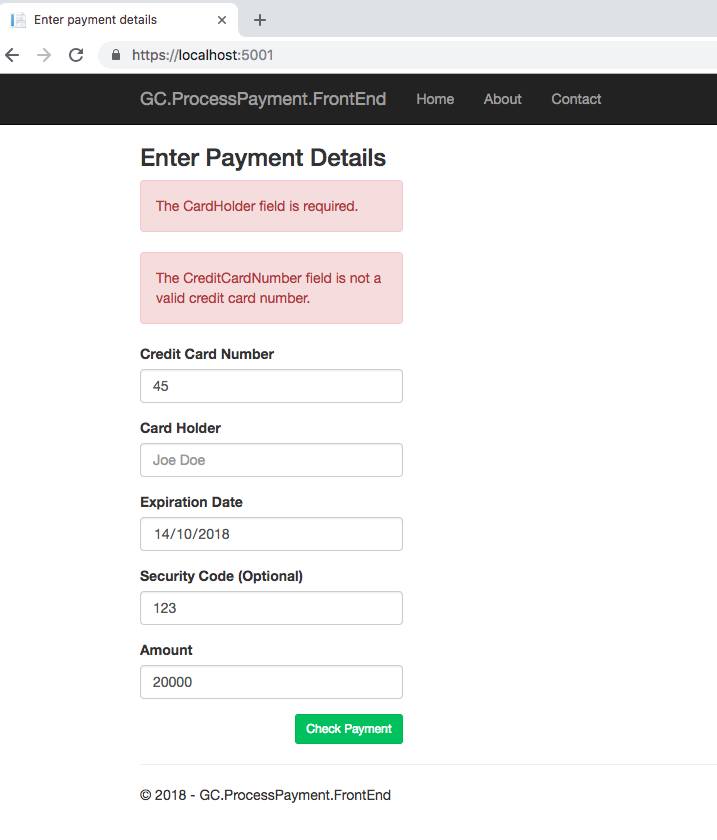 Enter payment details
https://localhost:5001
GC.ProcessPayment.FrontEnd Home About Contact
Enter Payment Details
The CardHolder field is required.
The CreditCardNumber field is not a
valid credit card number.
Credit Card Number
45
Card Holder
Joe Doe
Expiration Date
14/10/2018
Security Code (Optional)
123
Amount
20000
Check Payment
© 2018 - GC.ProcessPayment.FrontEnd